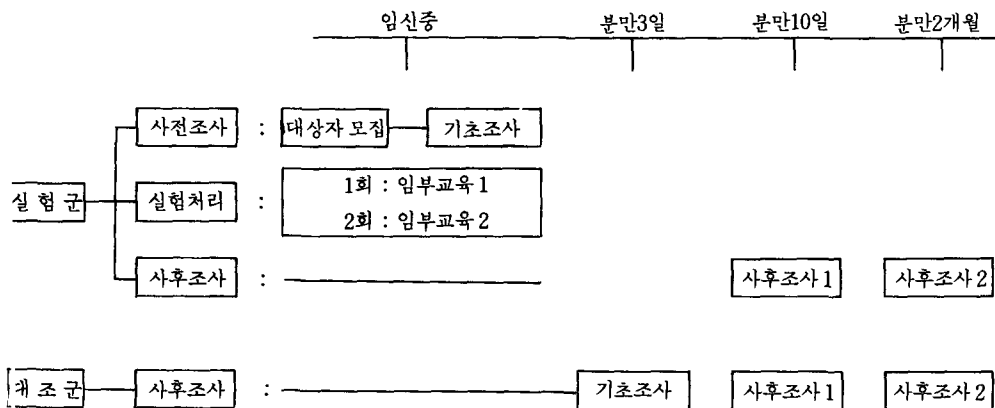 임신중 분만3일 분만10일 분만2개월
사전조사 : 대상자 모집 기초조사
실험군 실험처리 : 1회 : 임부교육 1
2회 : 임부교육 2
사후조사 : 사후조사 1 사후조사 2
대조군 사후조사 : 기초조사 사후조사 1 사후조사 2